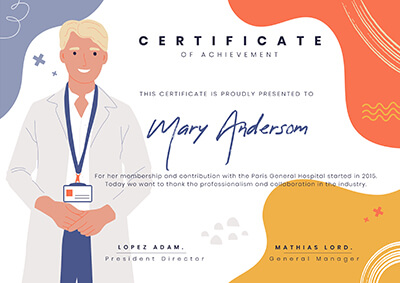 CERTIFICATE
OF ACHIEVEMENT
THIS CERTIFICATE IS PROUDLY PRESENTED TO
Mary Andersom
For her membership and contribution with the Paris General Hospital started in 2015.
Today we want to thank the professionalism and collaboration in the industry.
LOPEZ ADAM.
President Director
MATHIAS LORD.
General Manager